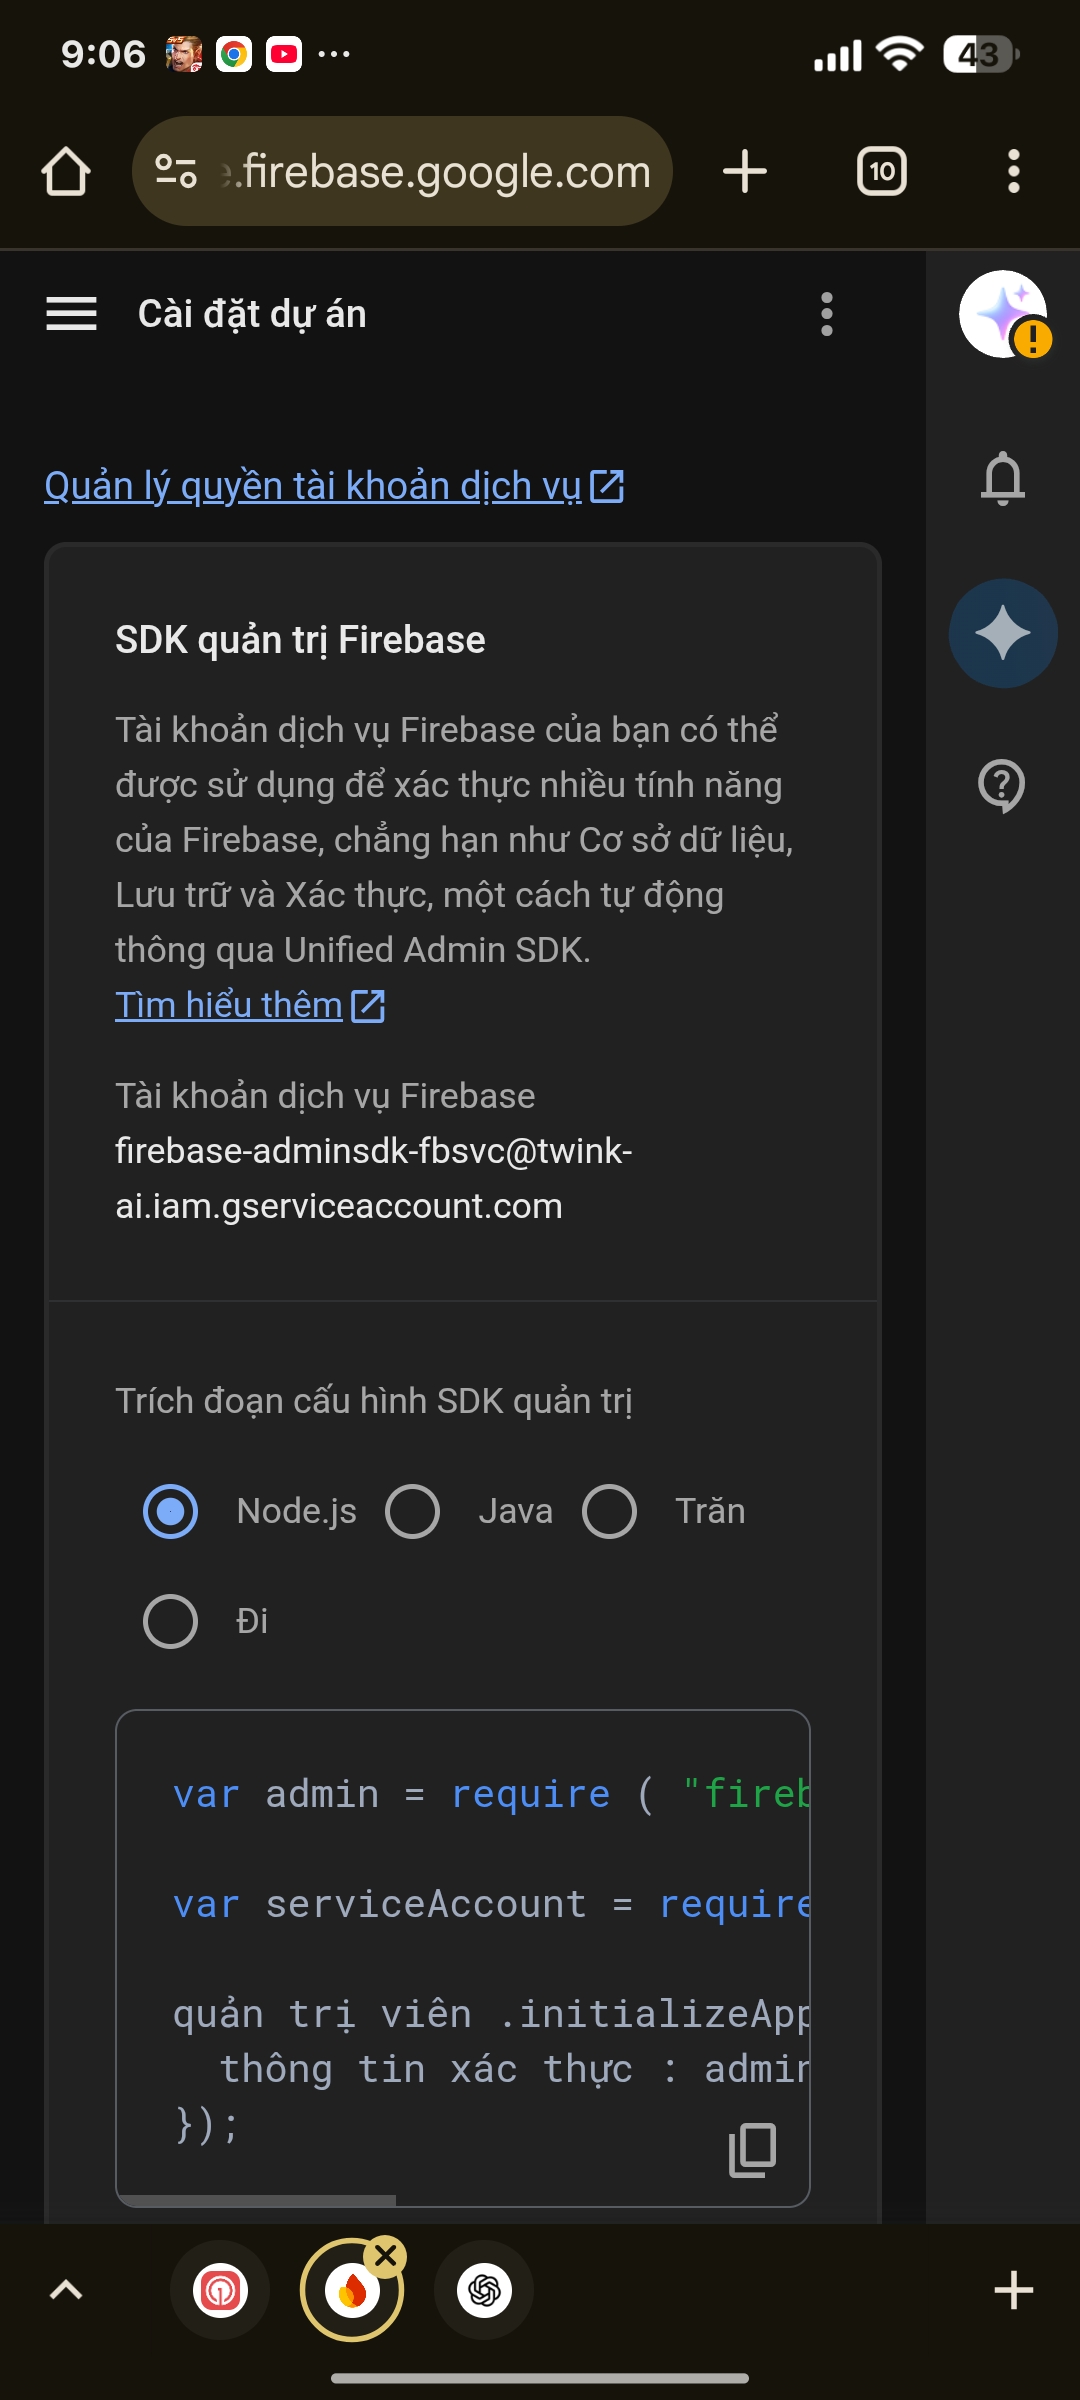 9:06
43
e.firebase.google.com
10
Cài đặt dự án
Quản lý quyền tài khoản dịch vụ
SDK quản trị Firebase
Tài khoản dịch vụ Firebase của bạn có thể
được sử dụng để xác thực nhiều tính năng
của Firebase, chẳng hạn như Cơ sở dữ liệu,
Lưu trữ và Xác thực, một cách tự động
thông qua Unified Admin SDK.
Tìm hiểu thêm
Tài khoản dịch vụ Firebase
firebase-adminsdk-fbsvc@twink-
ai.iam.gserviceaccount.com
Trích đoạn cấu hình SDK quản trị
Node.js Java Trăn
Đi
var admin = require ( "fireb
var serviceAccount = require
quản trị viên .initializeApp
thông tin xác thực : admin
});